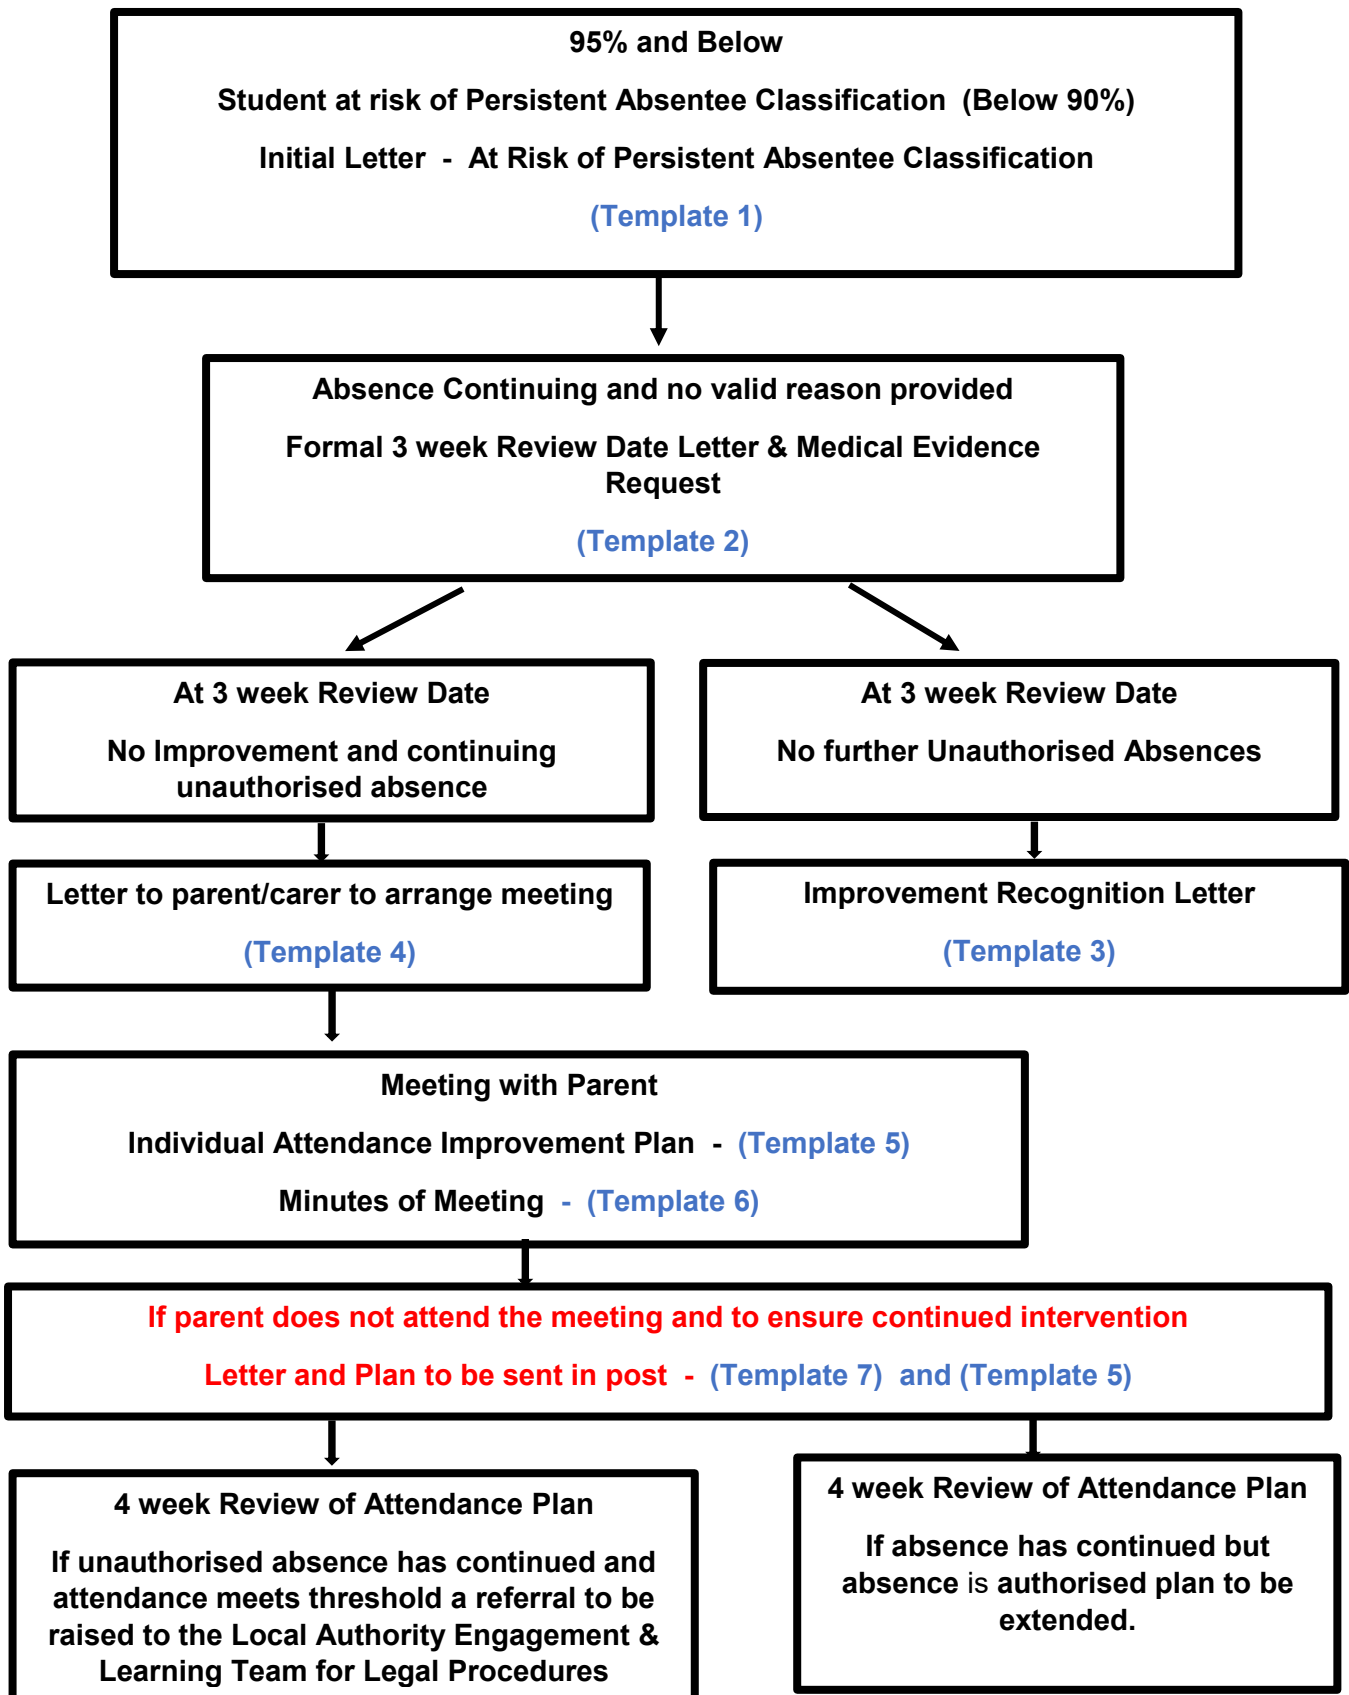 95% and Below
Student at risk of Persistent Absentee Classification (Below 90%)
Initial Letter - At Risk of Persistent Absentee Classification
(Template 1)
Absence Continuing and no valid reason provided
Formal 3 week Review Date Letter & Medical Evidence
Request
(Template 2)
At 3 week Review Date
No Improvement and continuing
unauthorised absence
At 3 week Review Date
No further Unauthorised Absences
Letter to parent/carer to arrange meeting
(Template 4)
Improvement Recognition Letter
(Template 3)
Meeting with Parent
Individual Attendance Improvement Plan - (Template 5)
Minutes of Meeting - (Template 6)
If parent does not attend the meeting and to ensure continued intervention
Letter and Plan to be sent in post - (Template 7) and (Template 5)
4 week Review of Attendance Plan
If unauthorised absence has continued and
attendance meets threshold a referral to be
raised to the Local Authority Engagement &
Learning Team for Legal Procedures
4 week Review of Attendance Plan
If absence has continued but
absence is authorised plan to be
extended.